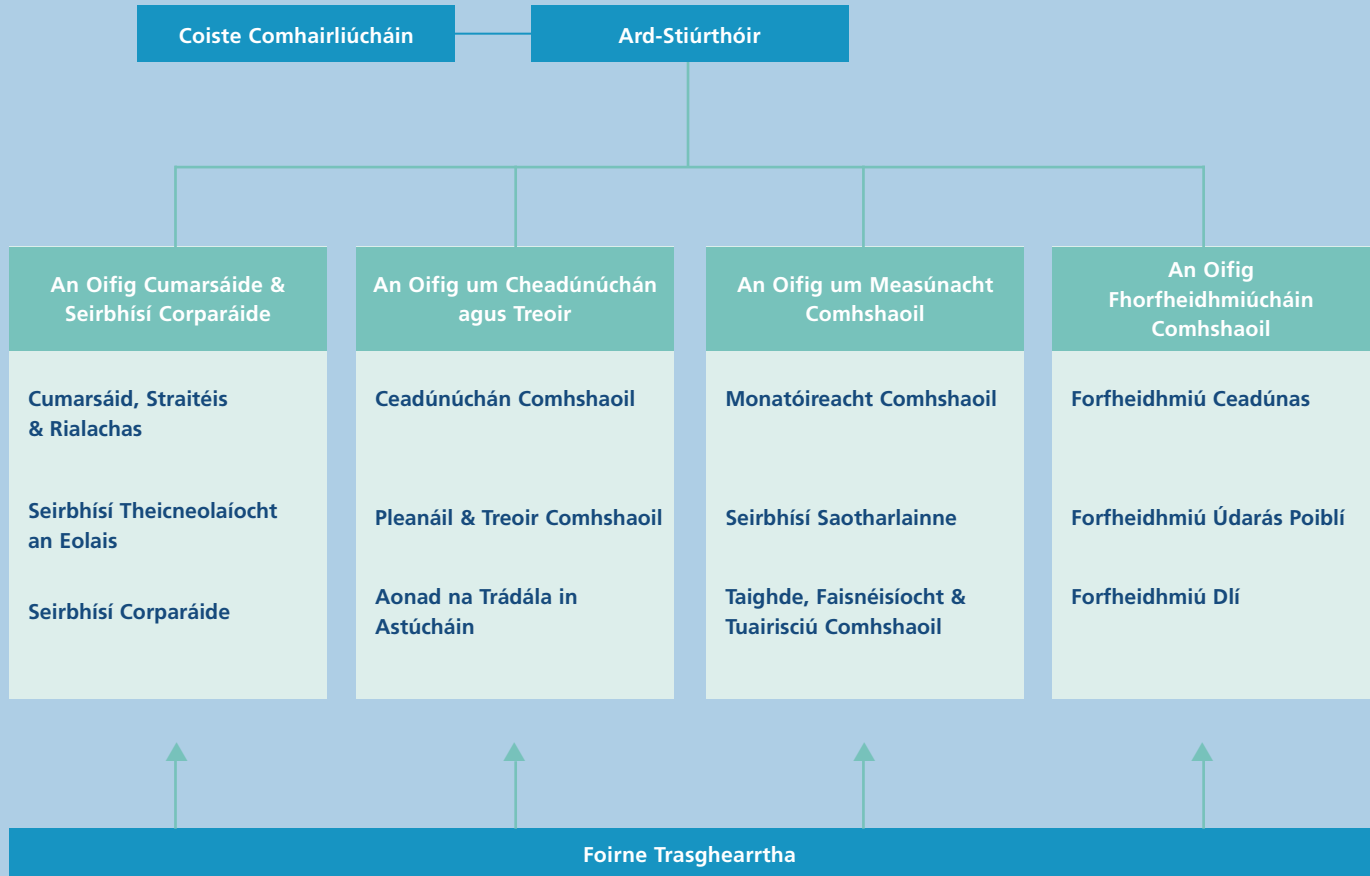 Coiste Comhairliúcháin
Ard-Stiúrthóir
An Oifig Cumarsáide &
Seirbhísí Corparáide
Cumarsáid, Straitéis
& Rialachas
Seirbhísí Theicneolaíocht
an Eolais
Seirbhísí Corparáide
An Oifig um Cheadúnúchán
agus Treoir
Ceadúnúchán Comhshaoil
Pleanáil & Treoir Comhshaoil
Aonad na Trádála in
Astúcháin
An Oifig um Measúnacht
Comhshaoil
Monatóireacht Comhshaoil
Seirbhísí Saotharlainne
Taighde, Faisnéisíocht &
Tuairisciú Comhshaoil
An Oifig
Fhorfheidhmiúcháin
Comhshaoil
Forfheidhmiú Ceadúnas
Forfheidhmiú Údarás Poiblí
Forfheidhmiú Dlí
Foirne Trasghearrtha